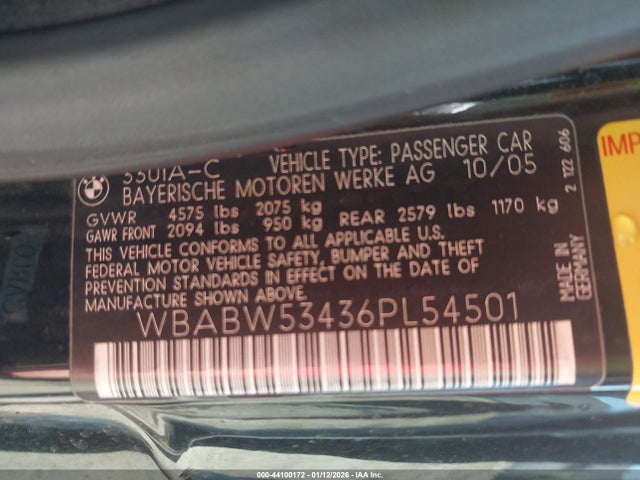 330iA-C VEHICLE TYPE: PASSENGER CAR
BAYERISCHE MOTOREN WERKE AG 10/05
GVWR 4575 lbs 2075 kg
GAWR FRONT 2094 lbs 950 kg REAR 2579 lbs 1170 kg
THIS VEHICLE CONFORMS TO ALL APPLICABLE U.S.
FEDERAL MOTOR VEHICLE SAFETY, BUMPER AND THEFT
PREVENTION STANDARDS IN EFFECT ON THE DATE OF
MANUFACTURE SHOWN ABOVE.
WBABW53436PL54501
MADE IN
GERMANY
2 122 606
IMP
000-44100172 - 01/12/2026 - IAAI.COM